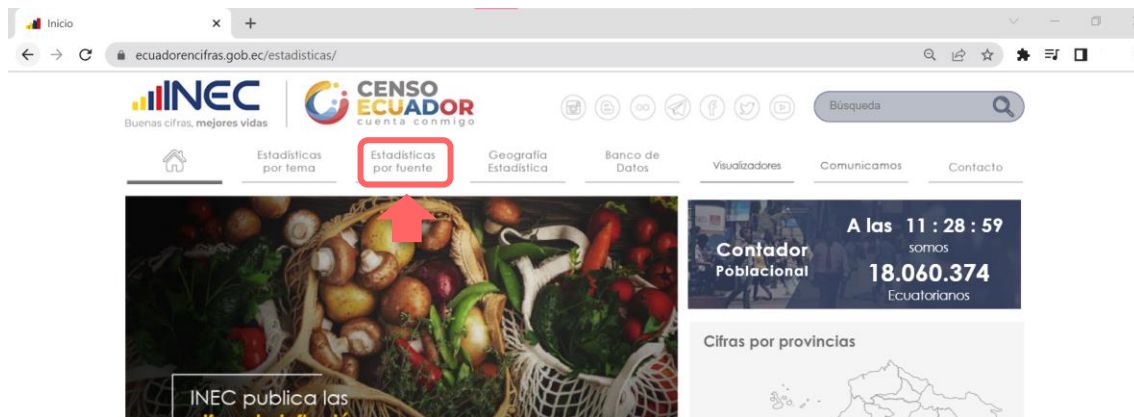 Inicio
ecuadorencifras.gob.ec/estadisticas/
INEC
Buenas cifras, mejores vidas
CENSO
ECUADOR
cuenta conmigo
Búsqueda
Estadísticas
por tema
Estadísticas
por fuente
Geografía
Estadística
Banco de
Datos
Visualizadores
Comunicamos
Contacto
Contador
Poblacional
A las 11 : 28 : 59
somos
18.060.374
Ecuatorianos
Cifras por provincias
INEC publica las